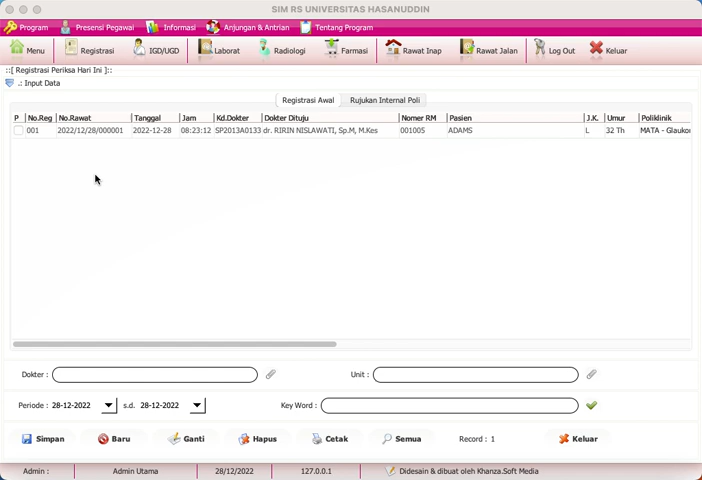 SIM RS UNIVERSITAS HASANUDDIN
Program Presensi Pegawai Informasi Anjungan & Antrian Tentang Program
Menu Registrasi IGD/UGD Laborat Radiologi Farmasi Rawat Inap Rawat Jalan Log Out Keluar
::[ Registrasi Periksa Hari Ini ]::
.: Input Data
Registrasi Awal Rujukan Internal Poli
P No.Reg No.Rawat Tanggal Jam Kd.Dokter Dokter Dituju Nomer RM Pasien J.K. Umur Poliklinik
001 2022/12/28/000001 2022-12-28 08:23:12 SP2013A0133 dr. RIRIN NISLAWATI, Sp.M, M.Kes 001005 ADAMS L 32 Th MATA - Glauko
Dokter : Unit :
Periode : 28-12-2022 s.d. 28-12-2022 Key Word :
Simpan Baru Ganti Hapus Cetak Semua Record : 1 Keluar
Admin : Admin Utama 28/12/2022 127.0.0.1 Didesain & dibuat oleh Khanza.Soft Media